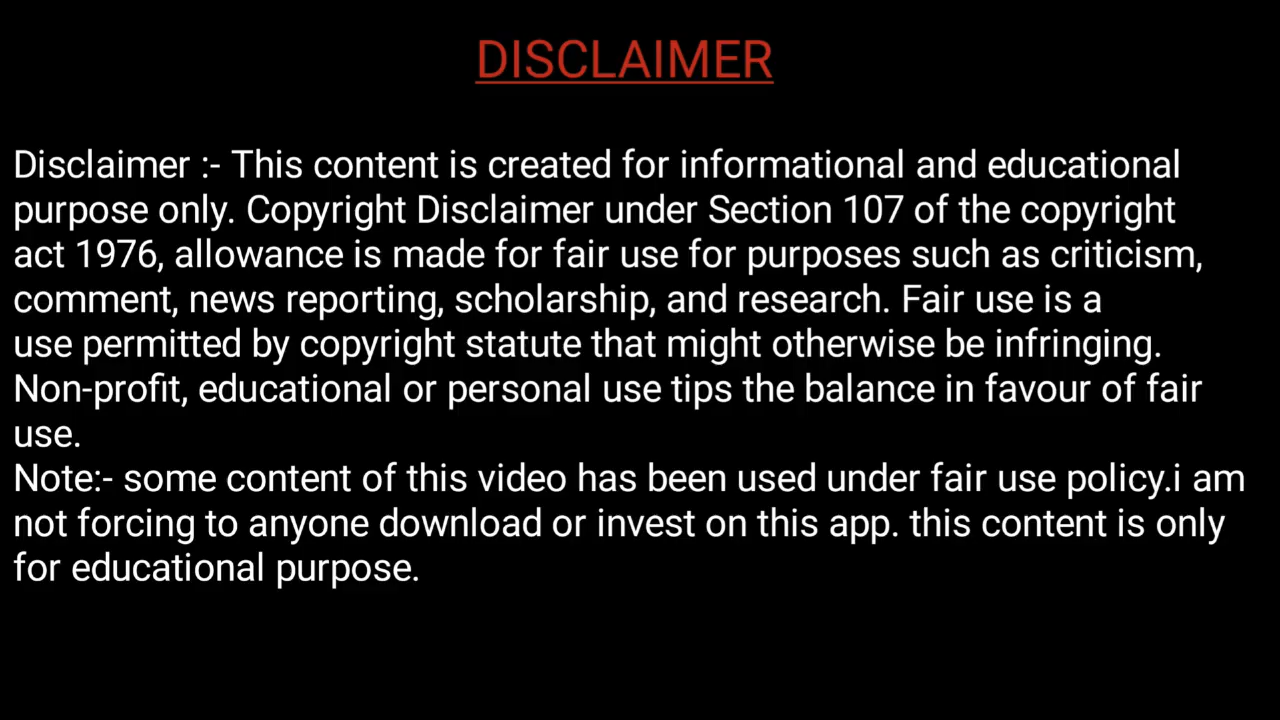 DISCLAIMER
Disclaimer :- This content is created for informational and educational
purpose only. Copyright Disclaimer under Section 107 of the copyright
act 1976, allowance is made for fair use for purposes such as criticism,
comment, news reporting, scholarship, and research. Fair use is a
use permitted by copyright statute that might otherwise be infringing.
Non-profit, educational or personal use tips the balance in favour of fair
use.
Note:- some content of this video has been used under fair use policy.i am
not forcing to anyone download or invest on this app. this content is only
for educational purpose.